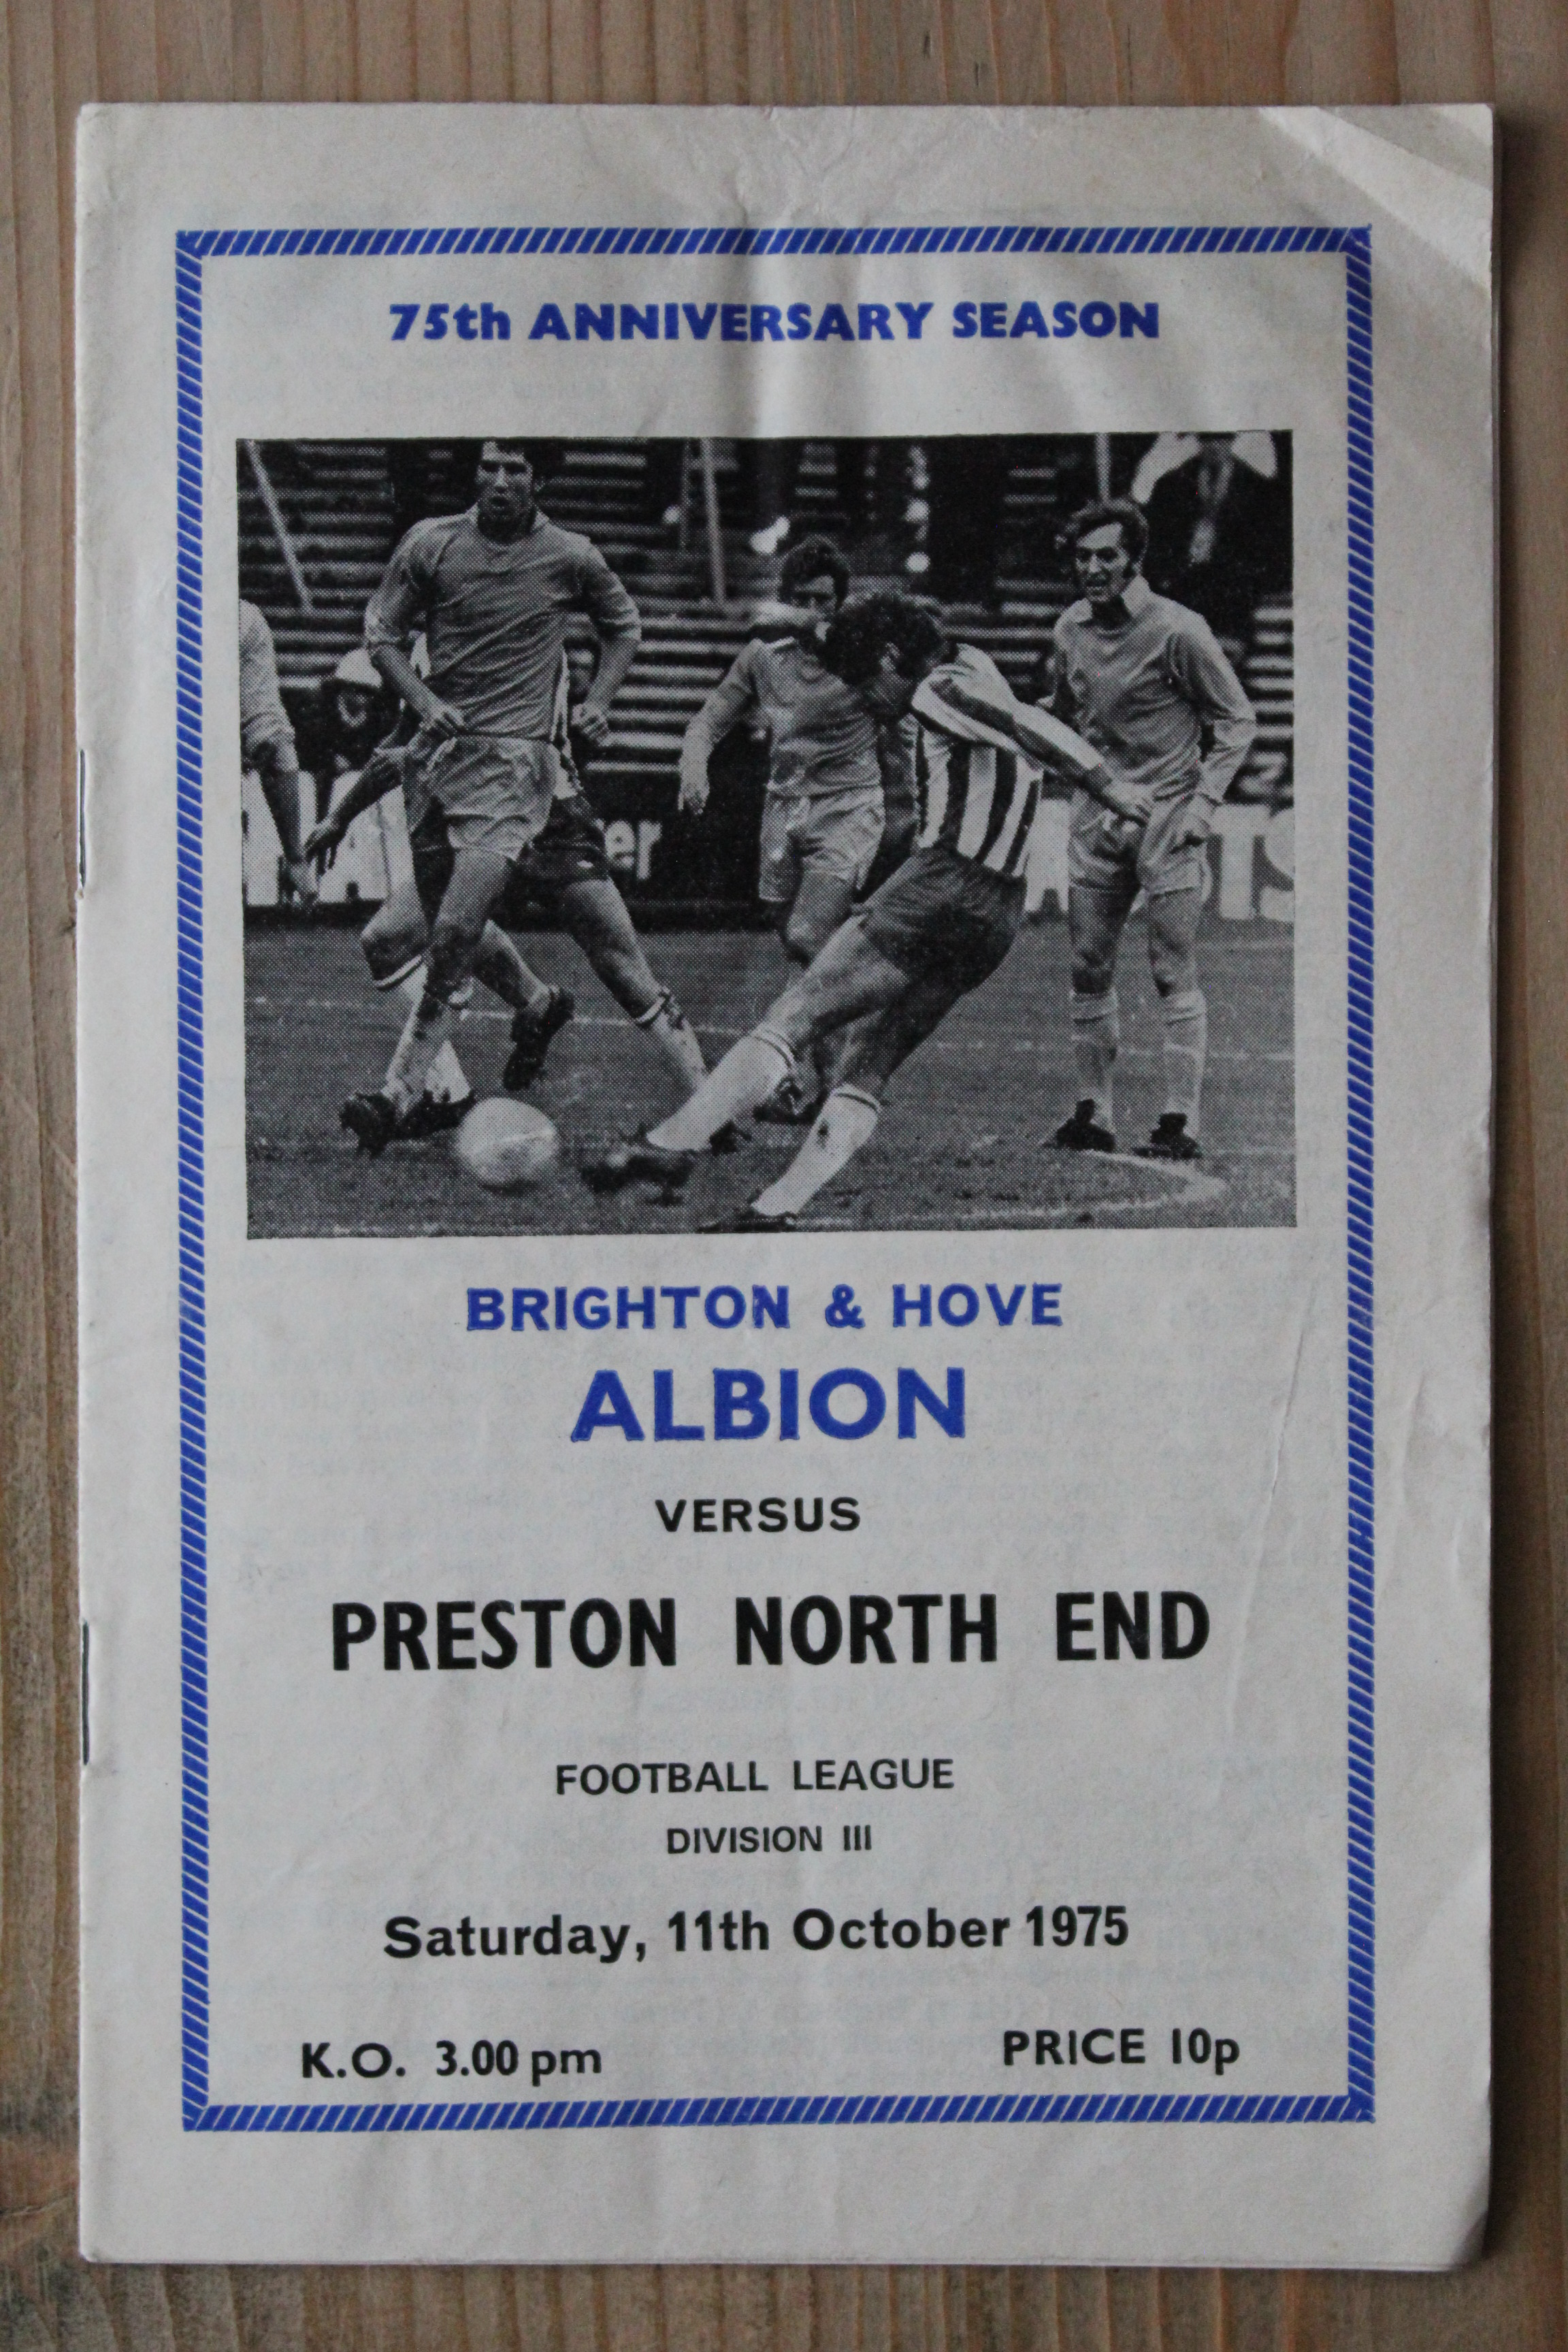 75th ANNIVERSARY SEASON
BRIGHTON & HOVE
ALBION
VERSUS
PRESTON NORTH END
FOOTBALL LEAGUE
DIVISION III
Saturday, 11th October 1975
K.O. 3.00 pm PRICE 10p